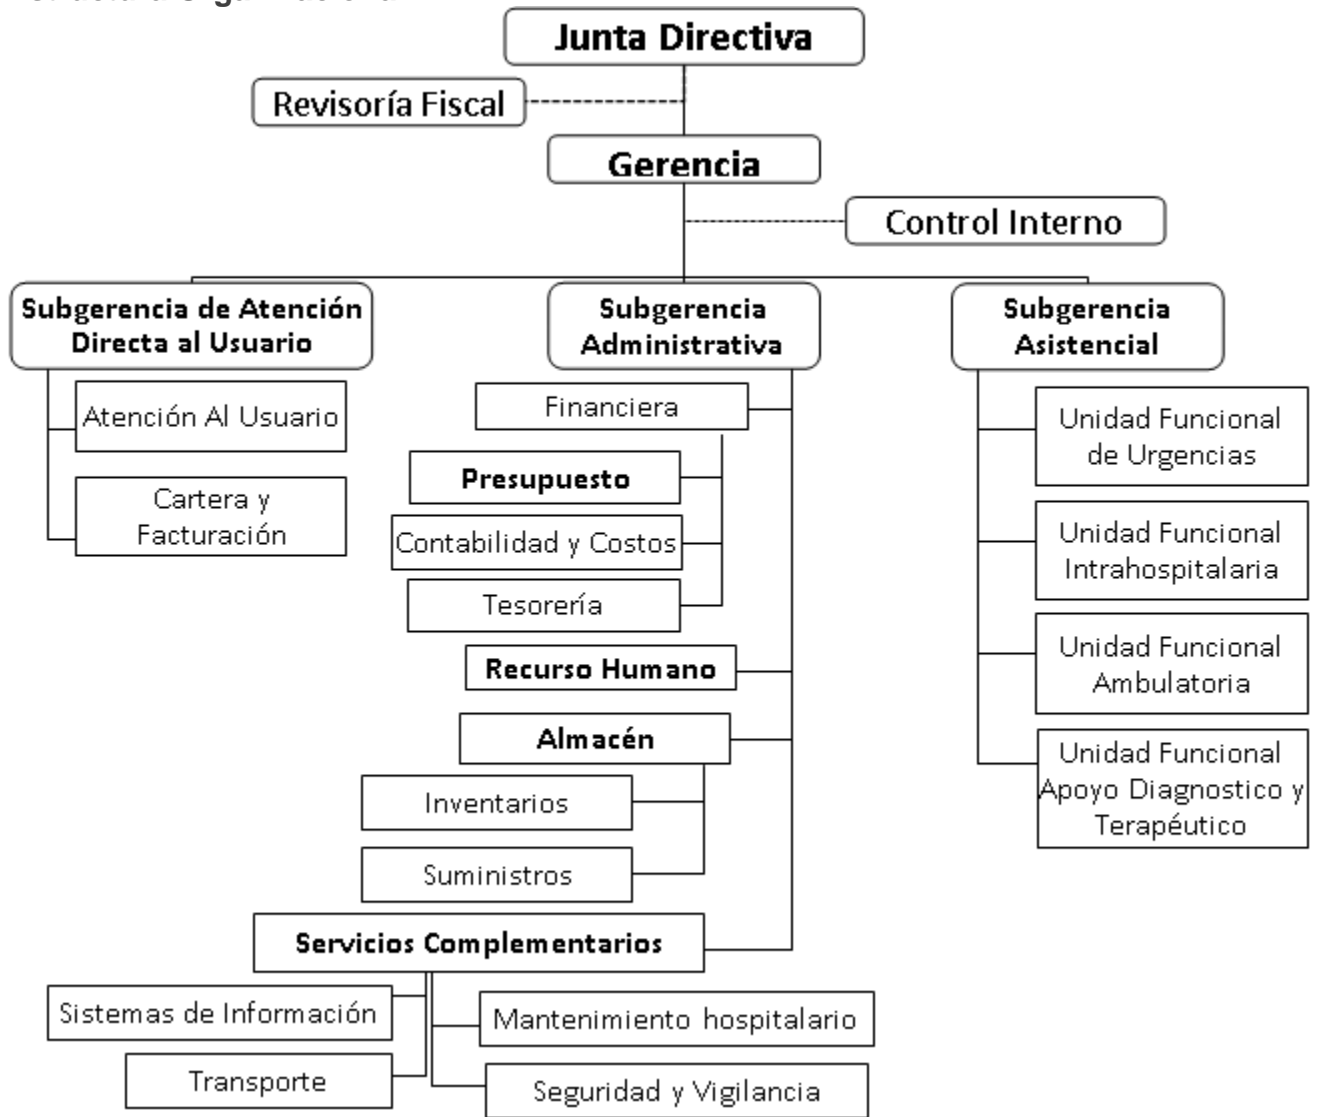 Junta Directiva
Revisoría Fiscal
Gerencia
Control Interno
Subgerencia de Atención
Directa al Usuario
Subgerencia
Administrativa
Subgerencia
Asistencial
Atención Al Usuario
Cartera y
Facturación
Financiera
Presupuesto
Contabilidad y Costos
Tesorería
Recurso Humano
Almacén
Inventarios
Suministros
Servicios Complementarios
Sistemas de Información
Transporte
Mantenimiento hospitalario
Seguridad y Vigilancia
Unidad Funcional
de Urgencias
Unidad Funcional
Intrahospitalaria
Unidad Funcional
Ambulatoria
Unidad Funcional
Apoyo Diagnostico y
Terapéutico